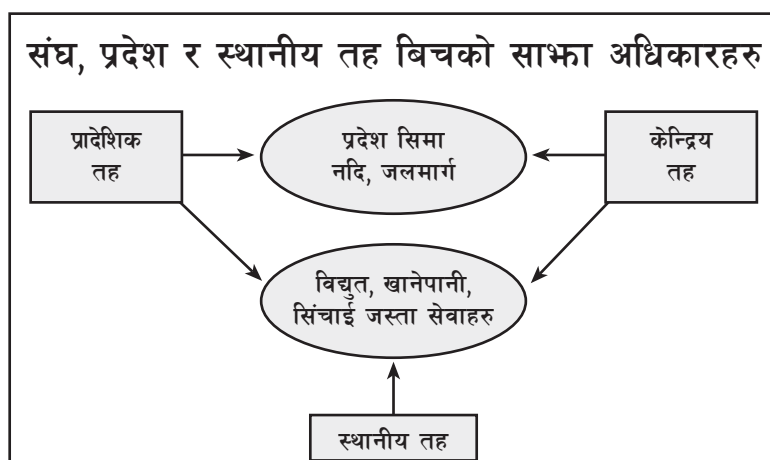 संघ, प्रदेश र स्थानीय तह बिचको साझा अधिकारहरु
प्रादेशिक
तह
प्रदेश सिमा
नदि, जलमार्ग
केन्द्रिय
तह
विद्युत, खानेपानी,
सिंचाई जस्ता सेवाहरु
स्थानीय तह